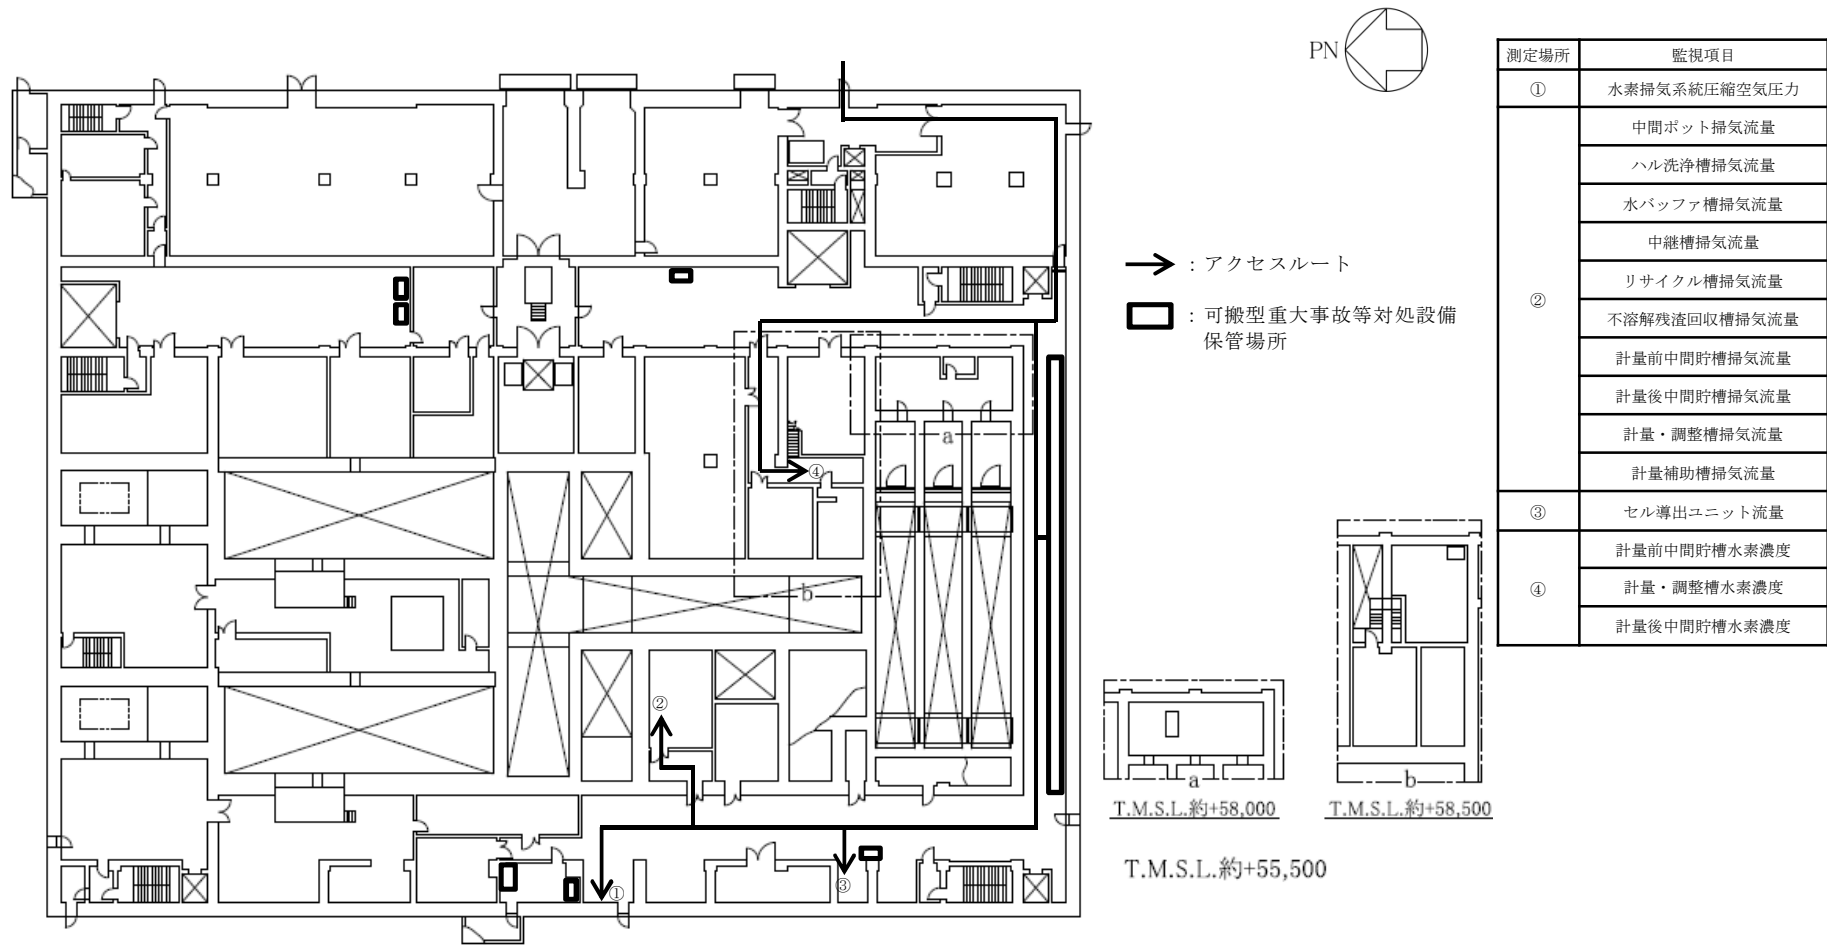 PN
測定場所 監視項目
① 水素掃気系統圧縮空気圧力
② 中間ポット掃気流量
ハル洗浄槽掃気流量
水バッファ槽掃気流量
中継槽掃気流量
リサイクル槽掃気流量
不溶解残渣回収槽掃気流量
計量前中間貯槽掃気流量
計量後中間貯槽掃気流量
計量・調整槽掃気流量
計量補助槽掃気流量
③ セル導出ユニット流量
④ 計量前中間貯槽水素濃度
計量・調整槽水素濃度
計量後中間貯槽水素濃度
：アクセスルート
：可搬型重大事故等対処設備
保管場所
a
④
b
②
①
③
a
T.M.S.L.約+58,000
b
T.M.S.L.約+58,500
T.M.S.L.約+55,500